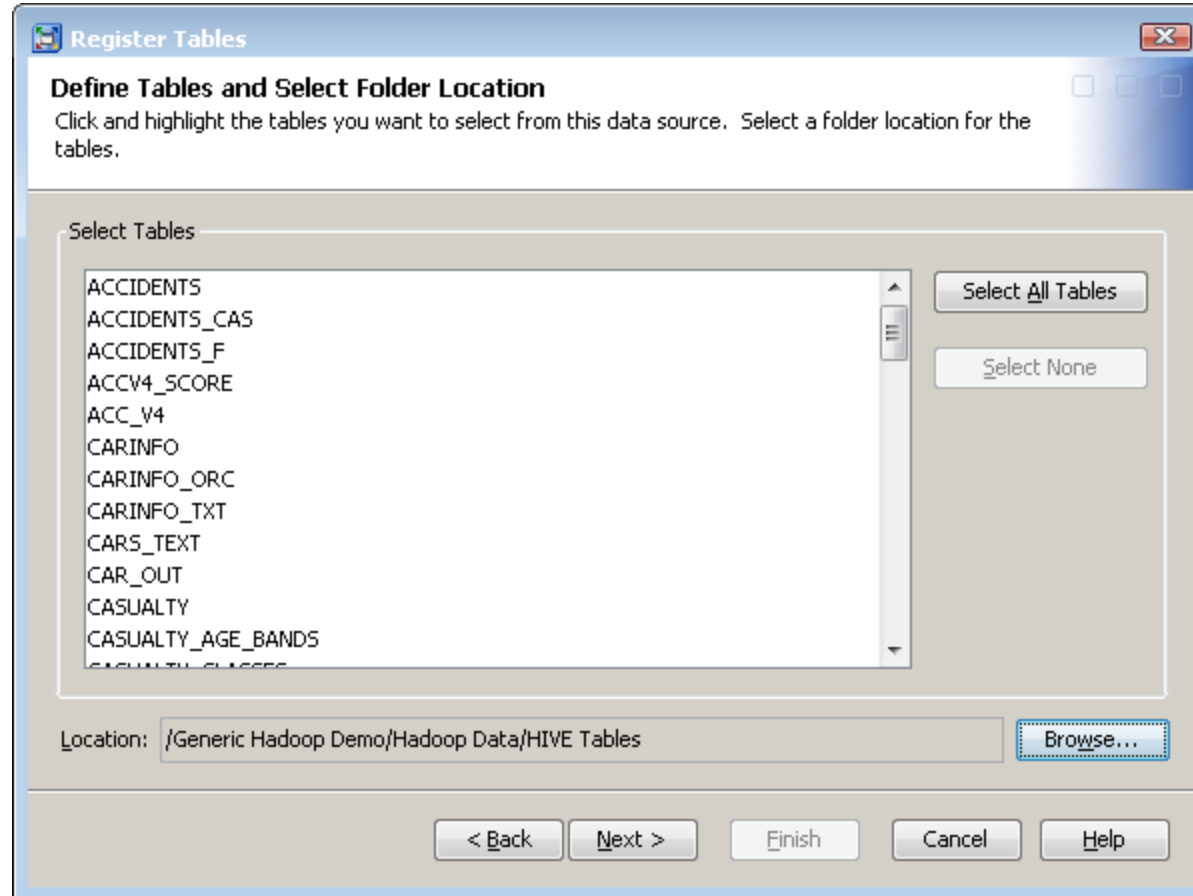 Register Tables
Define Tables and Select Folder Location
Click and highlight the tables you want to select from this data source.  Select a folder location for the
tables.
Select Tables
ACCIDENTS
ACCIDENTS_CAS
ACCIDENTS_F
ACCV4_SCORE
ACC_V4
CARINFO
CARINFO_ORC
CARINFO_TXT
CARS_TEXT
CAR_OUT
CASUALTY
CASUALTY_AGE_BANDS
Select All Tables
Select None
Location: /Generic Hadoop Demo/Hadoop Data/HIVE Tables
Browse...
< Back Next > Finish Cancel Help